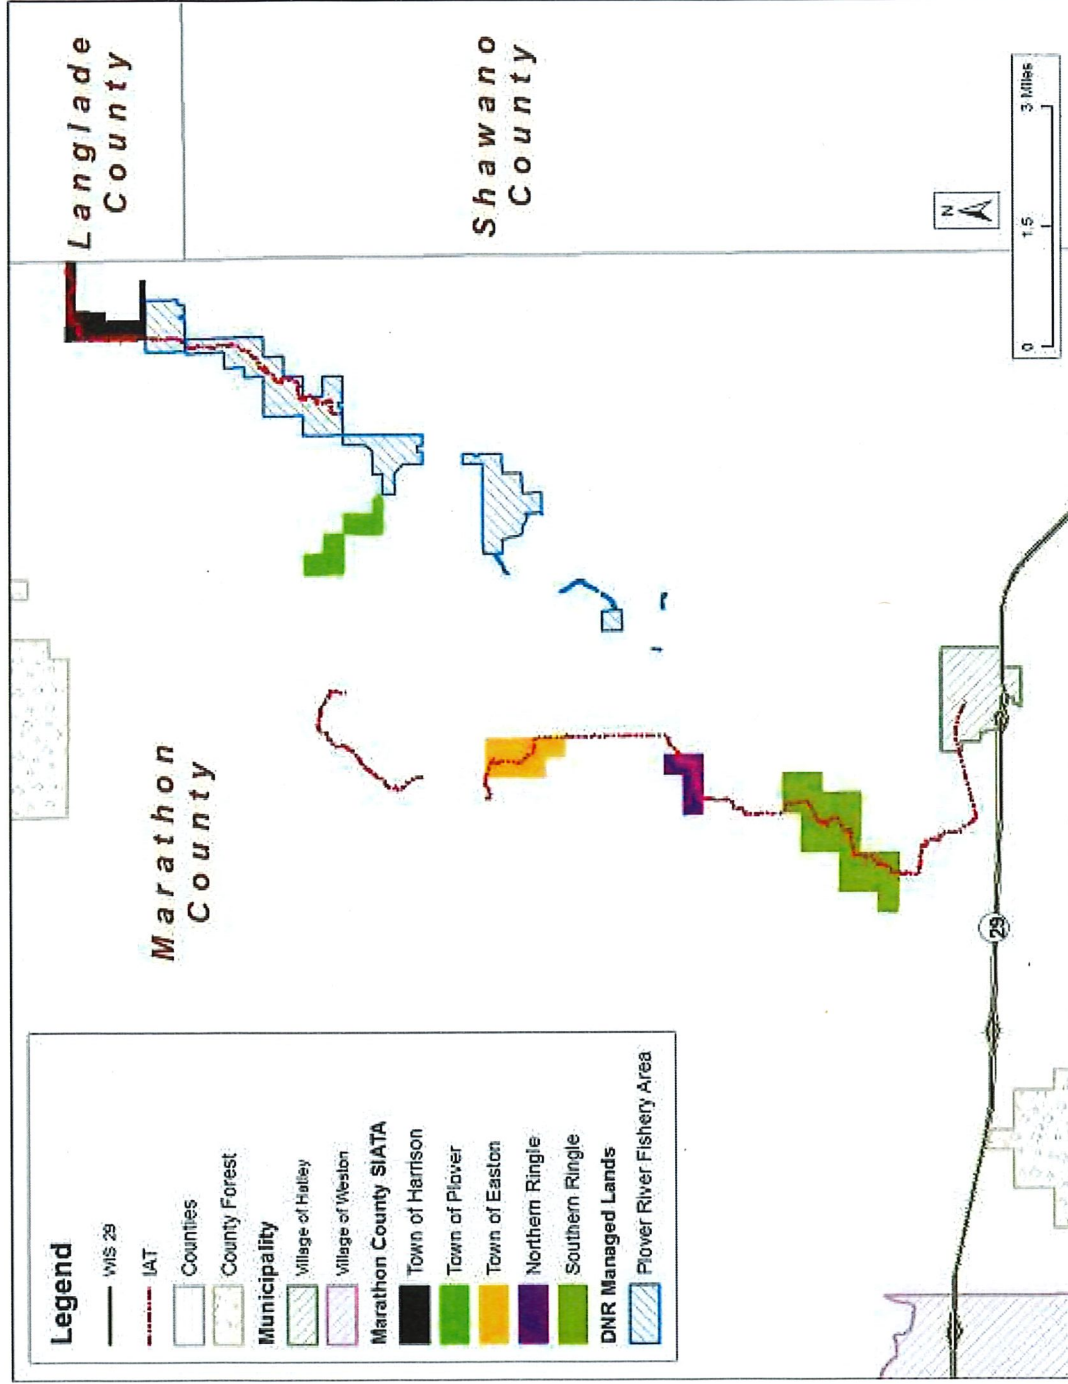 Langlade
County
Marathon
County
Shawano
County
N
0 1.5 3 Miles
29
Legend
WIS 29
IAT
Counties
County Forest
Municipality
Village of Hatley
Village of Weston
Marathon County SIATA
Town of Harrison
Town of Plover
Town of Easton
Northern Ringle
Southern Ringle
DNR Managed Lands
Plover River Fishery Area